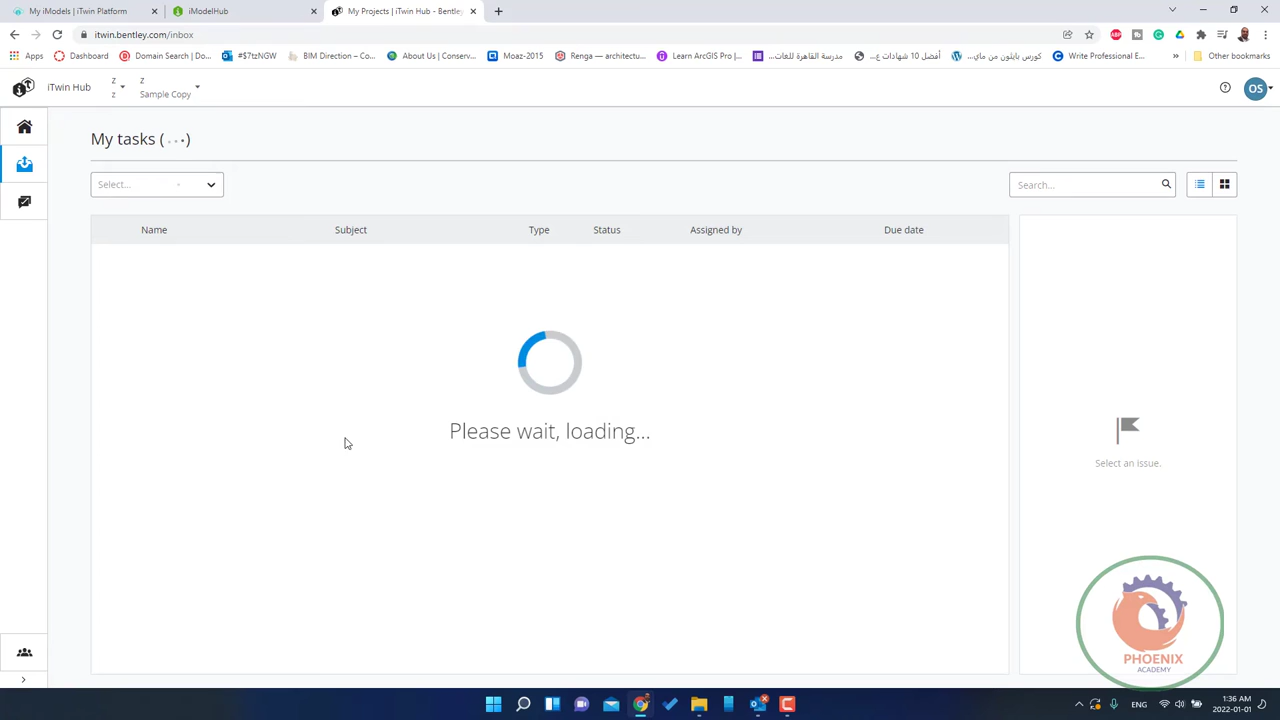 My iModels | iTwin Platform
iModelHub
My Projects | iTwin Hub - Bentley
itwin.bentley.com/inbox
Apps
Dashboard
Domain Search | Do...
#$7tzNGW
BIM Direction – Co...
About Us | Conserv...
Moaz-2015
Renga — architectu...
Learn ArcGIS Pro |...
مدرسة القاهرة للغات...
أفضل 10 شهادات ع...
كورس بايثون من ماي...
Write Professional E...
»
Other bookmarks
iTwin Hub
z
z
z
Sample Copy
OS
My tasks (...)
Select...
Search...
Name
Subject
Type
Status
Assigned by
Due date
Please wait, loading...
Select an issue.
PHOENIX
ACADEMY
ENG
1:36 AM
2022-01-01